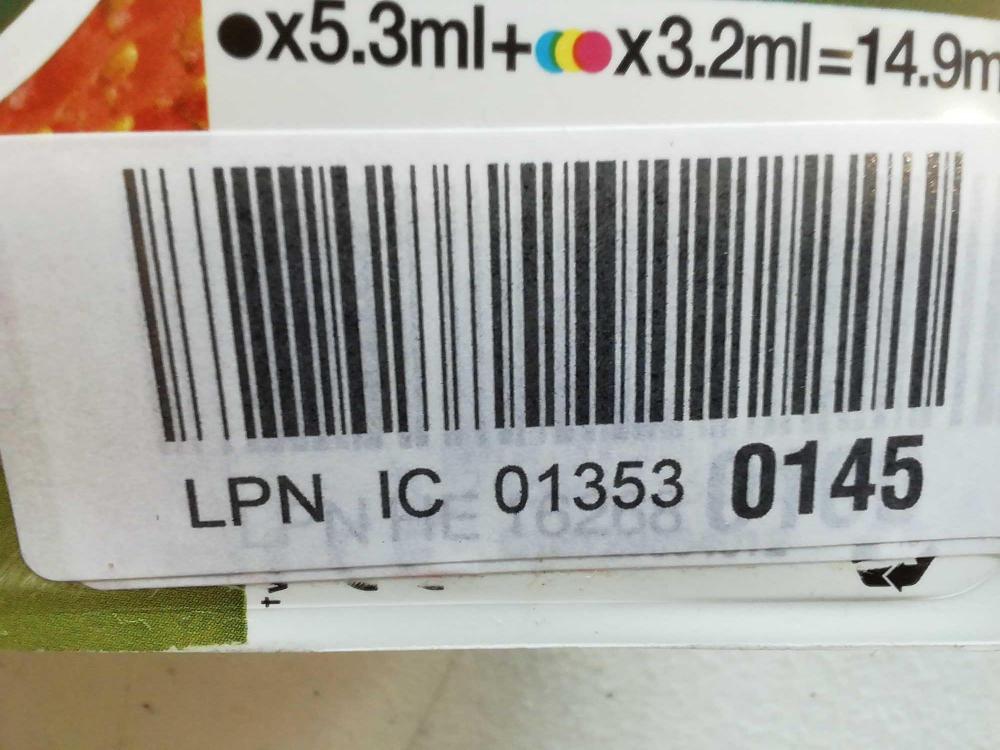 x5.3ml+ x3.2ml=14.9m
LPN IC 01353 0145